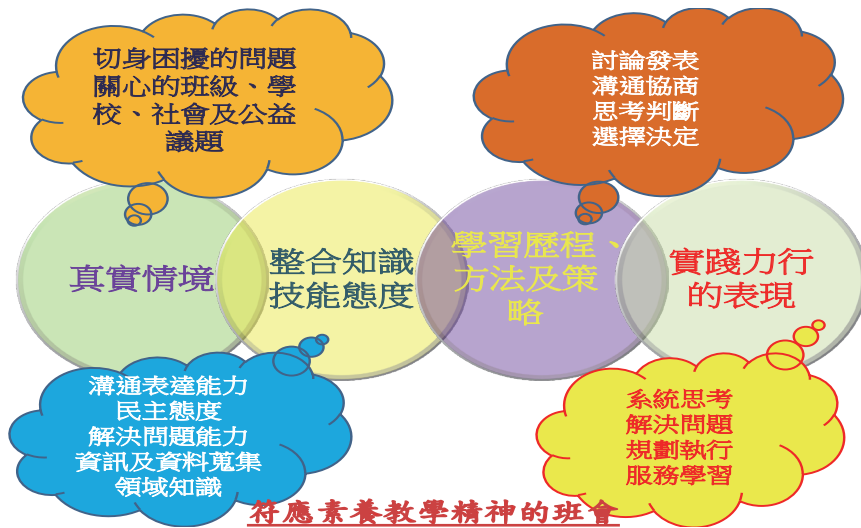 切身困擾的問題
關心的班級、學
校、社會及公益
議題
討論發表
溝通協商
思考判斷
選擇決定
真實情境
整合知識
技能態度
學習歷程、
方法及策
略
實踐力行
的表現
溝通表達能力
民主態度
解決問題能力
資訊及資料蒐集
領域知識
系統思考
解決問題
規劃執行
服務學習
符應素養教學精神的班會